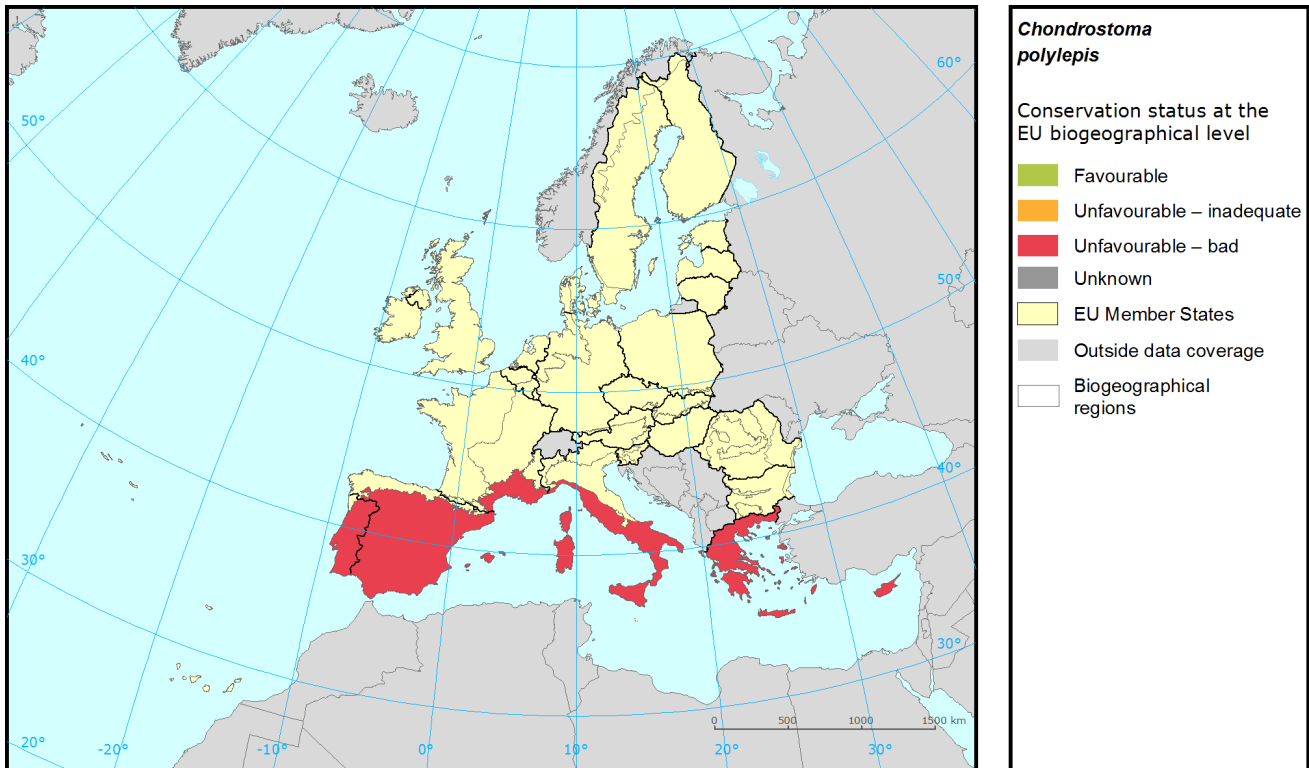 60°
50°
50°
40°
40°
30°
30°
20°
-20°
-10°
0°
10°
20°
30°
0 500 1000 1500 km
Chondrostoma
polylepis
Conservation status at the
EU biogeographical level
Favourable
Unfavourable – inadequate
Unfavourable – bad
Unknown
EU Member States
Outside data coverage
Biogeographical
regions